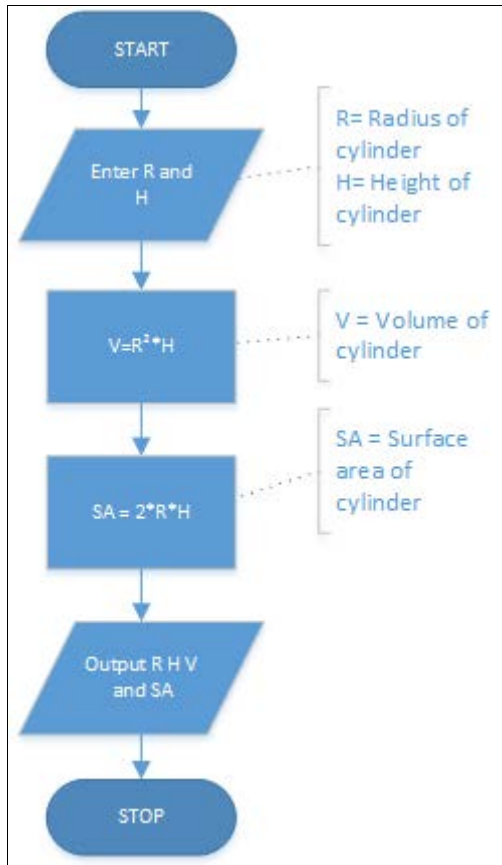 START
Enter R and
H
R= Radius of
cylinder
H= Height of
cylinder
V=R²*H
V = Volume of
cylinder
SA = 2*R*H
SA = Surface
area of
cylinder
Output R H V
and SA
STOP